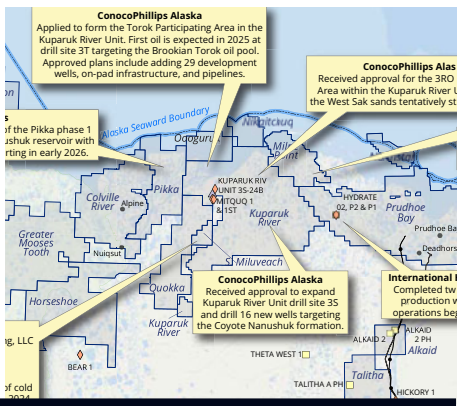 ConocoPhillips Alaska
Applied to form the Torok Participating Area in the
Kuparuk River Unit. First oil is expected in 2025 at
drill site 3T targeting the Brookian Torok oil pool.
Approved plans include adding 29 development
wells, on-pad infrastructure, and pipelines.
ConocoPhillips Alas
Received approval for the 3RO
Area within the Kuparuk River U
the West Sak sands tentatively st
s
of the Pikka phase 1
ushuk reservoir with
rting in early 2026.
Alaska Seaward Boundary
Nikaitchuq
Oooguruk
Milne
Point
Pikka
KUPARUK RIV
UNIT 3S-24B
MITQUQ 1
& 1ST
Colville
River
Alpine
Kuparuk
River
HYDRATE
02, P2 & P1
Prudhoe
Bay
Prudhoe Ba
Deadhors
Greater
Mooses
Tooth
Nuiqsut
Miluveach
ConocoPhillips Alaska
Received approval to expand
Kuparuk River Unit drill site 3S
and drill 16 new wells targeting
the Coyote Nanushuk formation.
International
Completed tw
production w
operations beg
Horseshoe
Quokka
Kuparuk
River
ng, LLC
of cold
2024
BEAR 1
THETA WEST 1
ALKAID 2
ALKAID
2 PH
Alkaid
Talitha
TALITHA A PH
HICKORY 1